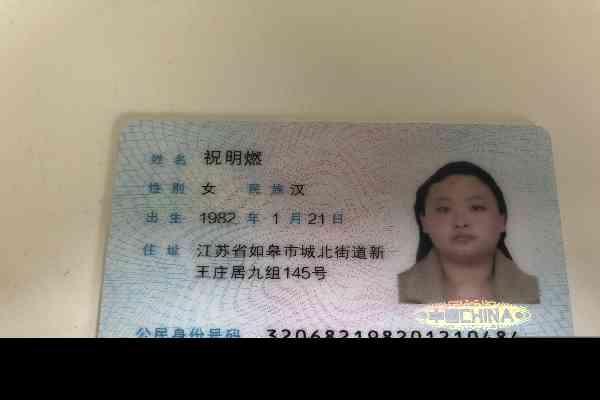 姓名 祝明燃
性别 女 民族 汉
出生 1982 年 1 月 21 日
住址 江苏省如皋市城北街道新
王庄居九组145号
公民身份号码 320682198201210484
中国CHINA